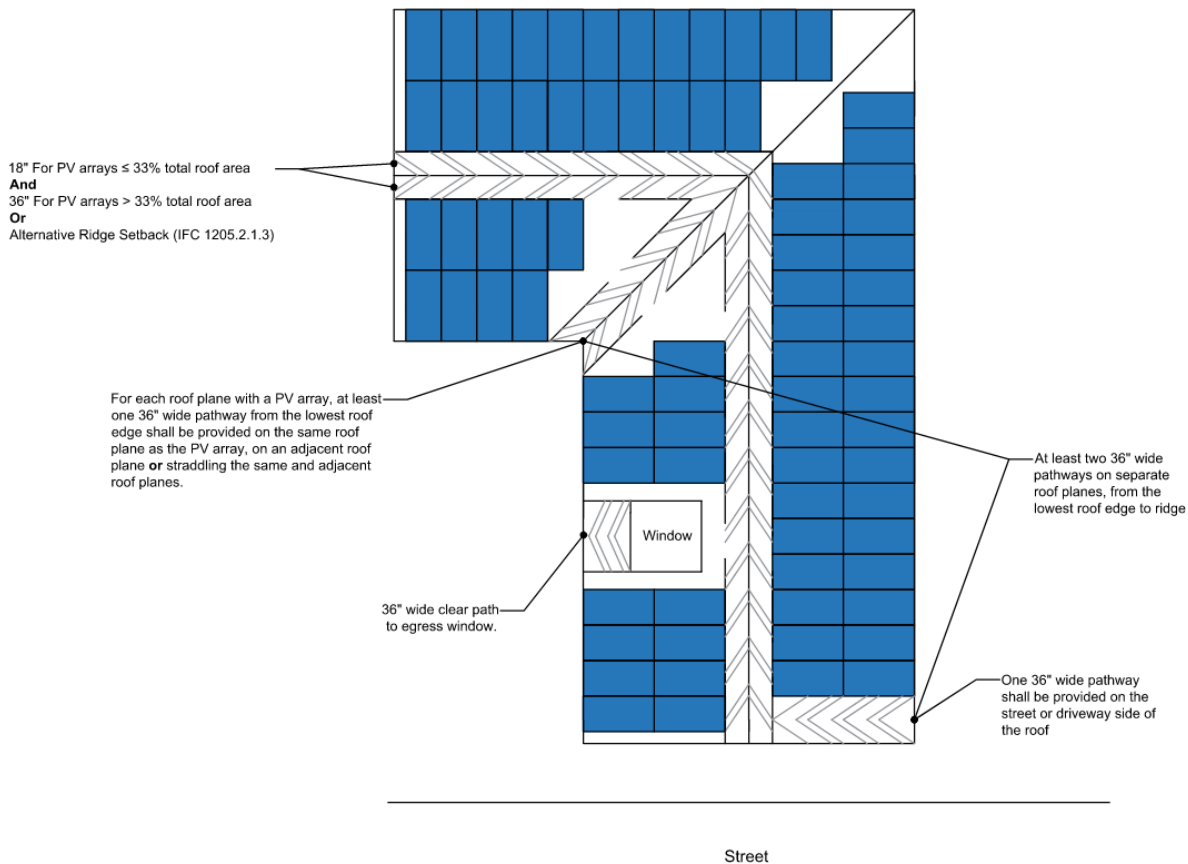 18" For PV arrays ≤ 33% total roof area
And
36" For PV arrays > 33% total roof area
Or
Alternative Ridge Setback (IFC 1205.2.1.3)
For each roof plane with a PV array, at least
one 36" wide pathway from the lowest roof
edge shall be provided on the same roof
plane as the PV array, on an adjacent roof
plane or straddling the same and adjacent
roof planes.
At least two 36" wide
pathways on separate
roof planes, from the
lowest roof edge to ridge
Window
36" wide clear path
to egress window.
One 36" wide pathway
shall be provided on the
street or driveway side of
the roof
Street